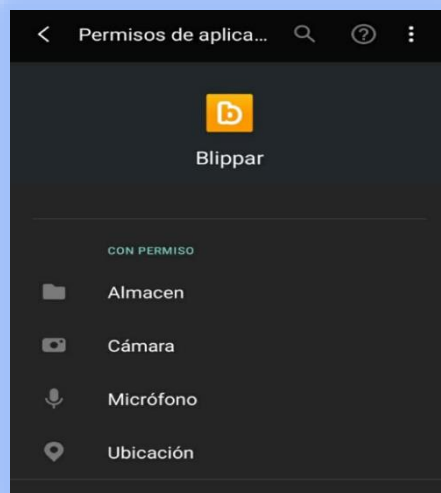 Permisos de aplica...
Blippar
CON PERMISO
Almacen
Cámara
Micrófono
Ubicación